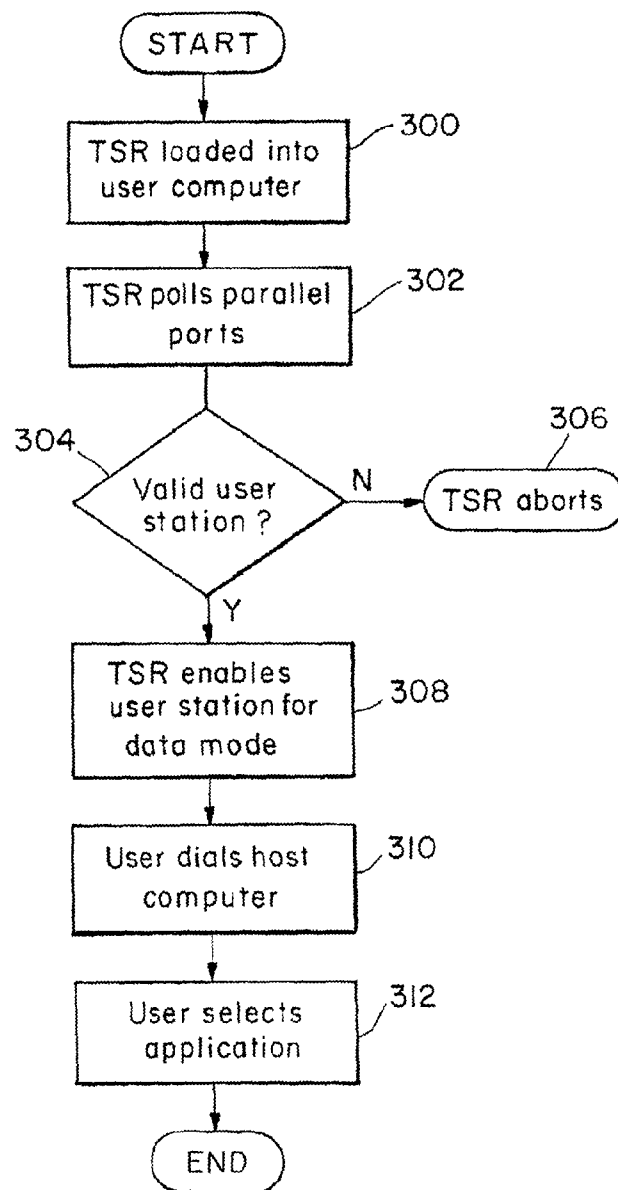 START
300
TSR loaded into
user computer
302
TSR polls parallel
ports
304
306
Valid user
station ?
N
TSR aborts
Y
TSR enables
user station for
data mode
308
User dials host
computer
310
User selects
application
312
END